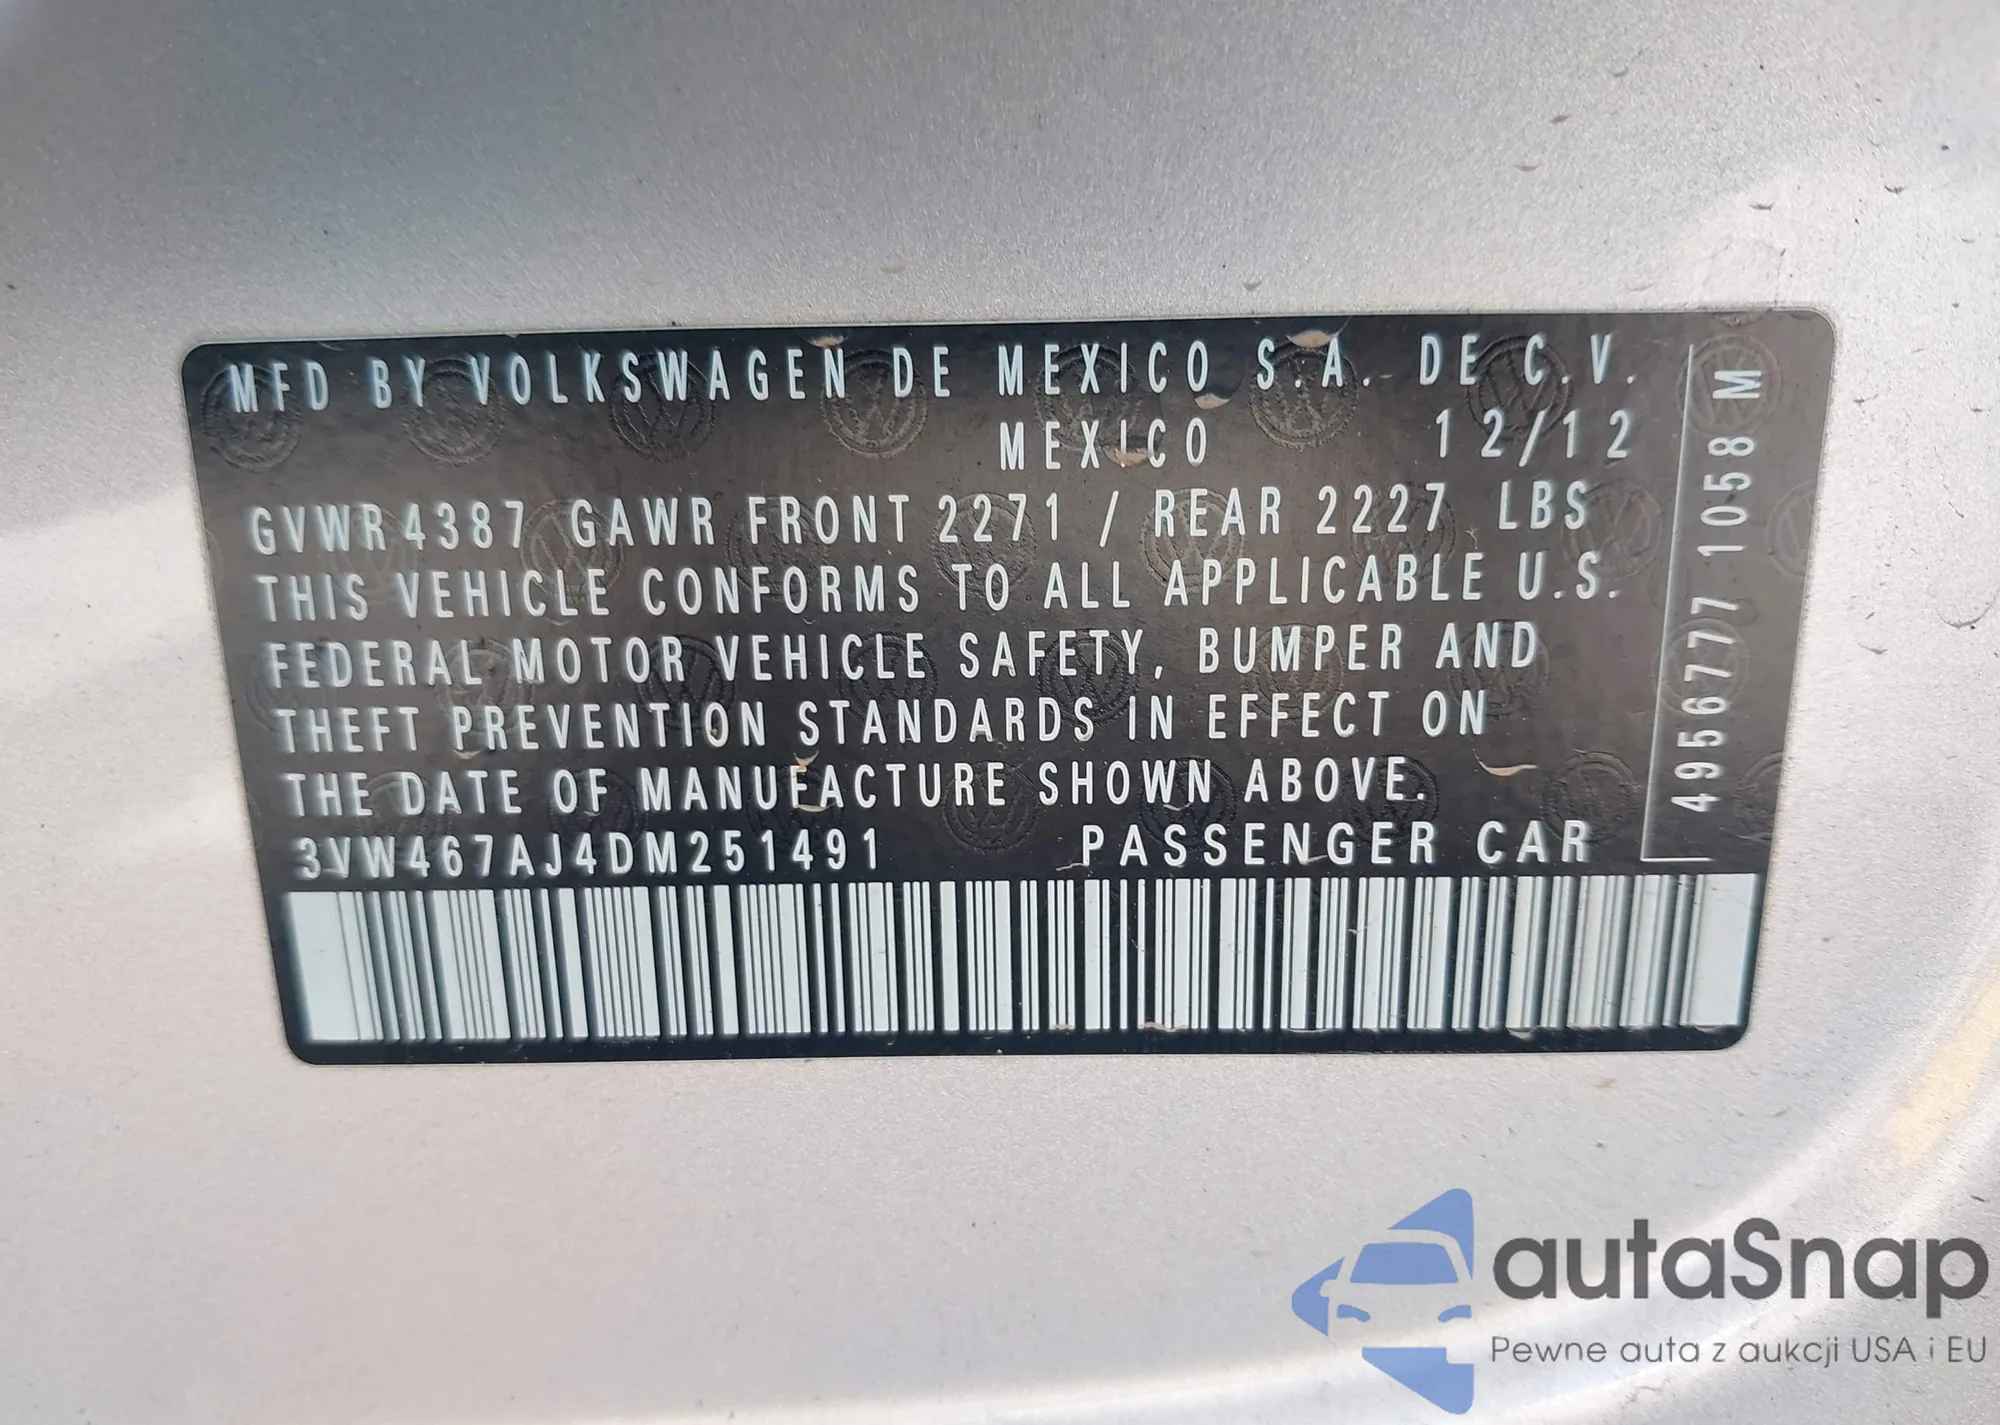 MFD BY VOLKSWAGEN DE MEXICO S.A. DE C.V.
MEXICO 12/12
GVWR 4387 GAWR FRONT 2271 / REAR 2227 LBS
THIS VEHICLE CONFORMS TO ALL APPLICABLE U.S.
FEDERAL MOTOR VEHICLE SAFETY, BUMPER AND
THEFT PREVENTION STANDARDS IN EFFECT ON
THE DATE OF MANUFACTURE SHOWN ABOVE.
3VW467AJ4DM251491 PASSENGER CAR
4956777 1058 M
autaSnap
Pewne auta z aukcji USA i EU